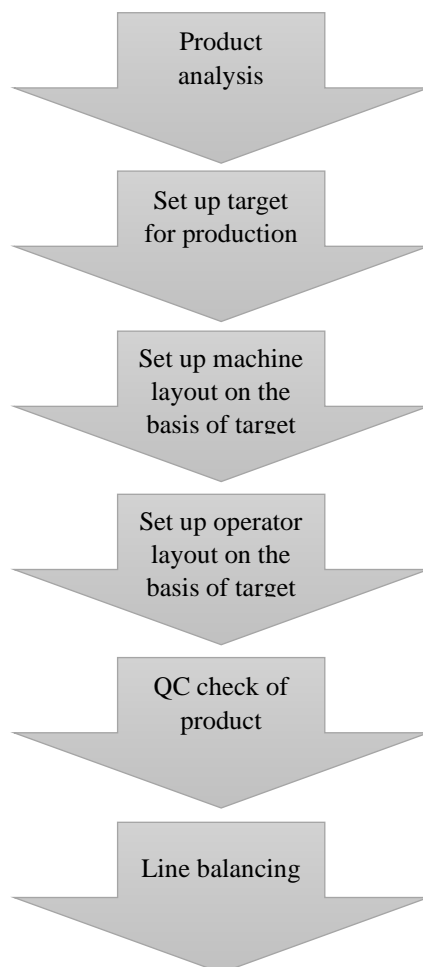 Product
analysis
Set up target
for production
Set up machine
layout on the
basis of target
Set up operator
layout on the
basis of target
QC check of
product
Line balancing